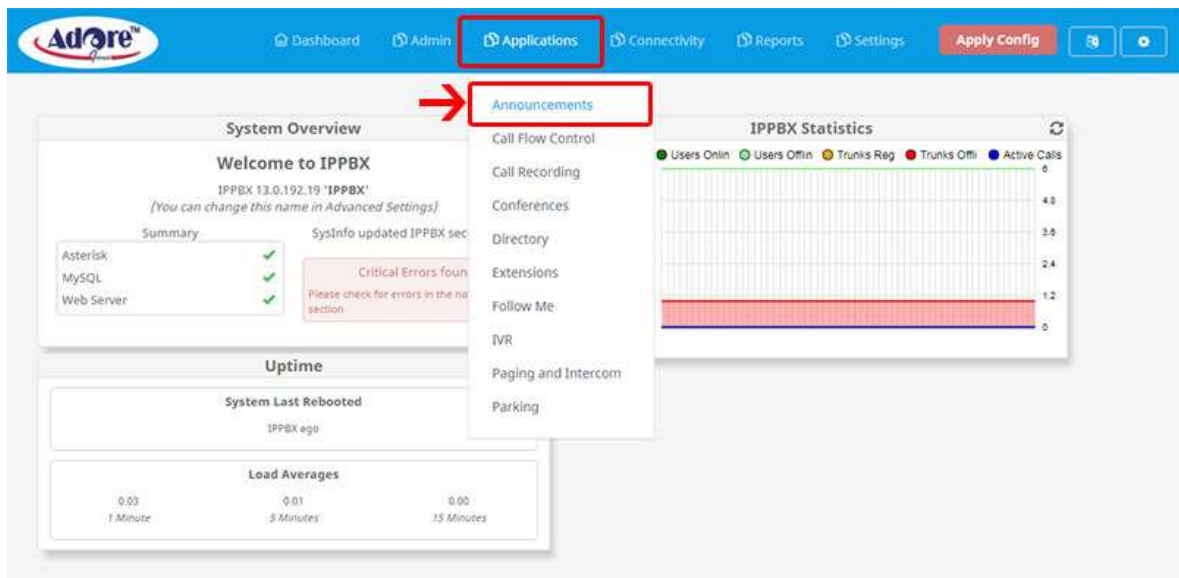 Adore™
Dashboard Admin Applications Connectivity Reports Settings Apply Config
Announcements
Call Flow Control
Call Recording
Conferences
Directory
Extensions
Follow Me
IVR
Paging and Intercom
Parking
System Overview
Welcome to IPPBX
IPPBX 13.0.192.19 'IPPBX'
(You can change this name in Advanced Settings)
Summary
SysInfo updated IPPBX sec
Asterisk
MySQL
Web Server
Critical Errors foun
Please check for errors in the no
section
Uptime
System Last Rebooted
IPPBX ago
Load Averages
0.03 0.01 0.00
1 Minute 5 Minutes 15 Minutes
IPPBX Statistics
Users Onlin Users Offlin Trunks Reg Trunks Offli Active Calls
6
4.8
3.6
2.4
1.2
0